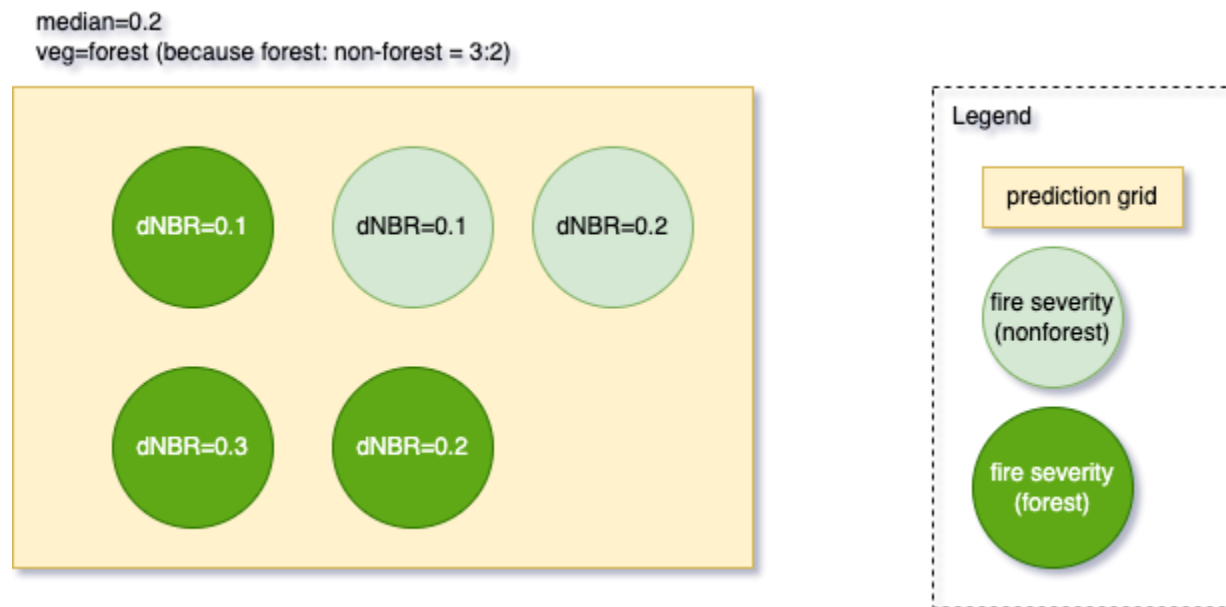 median=0.2
veg=forest (because forest: non-forest = 3:2)
dNBR=0.1
dNBR=0.1
dNBR=0.2
dNBR=0.3
dNBR=0.2
Legend
prediction grid
fire severity
(nonforest)
fire severity
(forest)